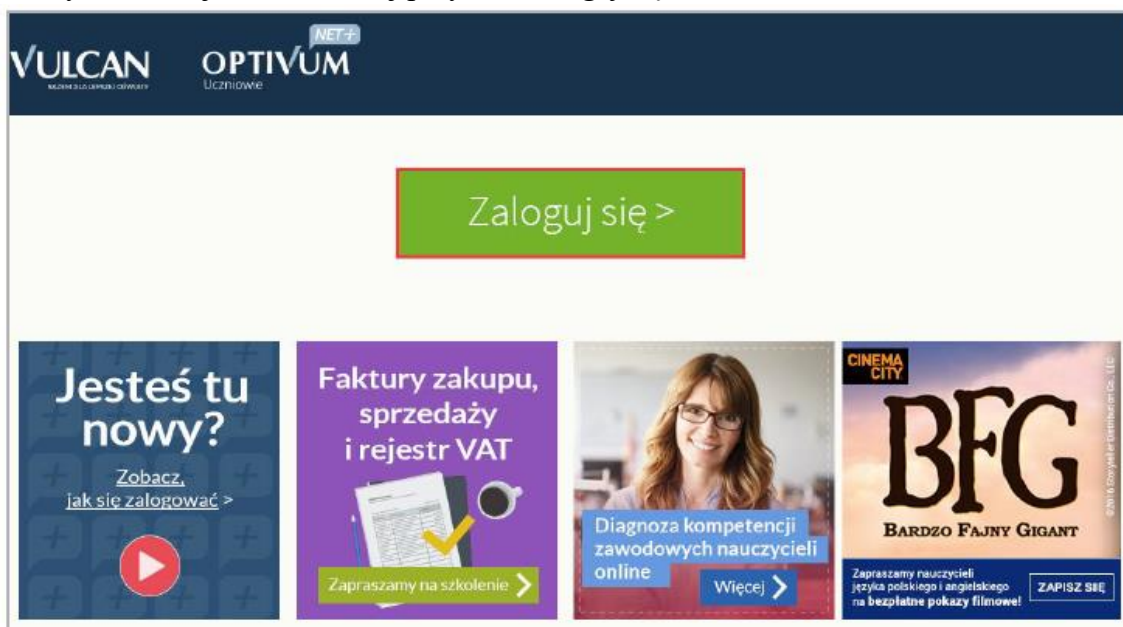 VULCAN
OPTIVUM
NET+
Uczniowie
Zaloguj się >
Jesteś tu
nowy?
Zobacz,
jak się zalogować >
Faktury zakupu,
sprzedaży
i rejestr VAT
Zapraszamy na szkolenie
Diagnoza kompetencji
zawodowych nauczycieli
online
Więcej
CINEMA
CITY
BFG
BARDZO FAJNY GIGANT
Zapraszamy nauczycieli
języka polskiego i angielskiego
na bezpłatne pokazy filmowe!
ZAPISZ SIĘ